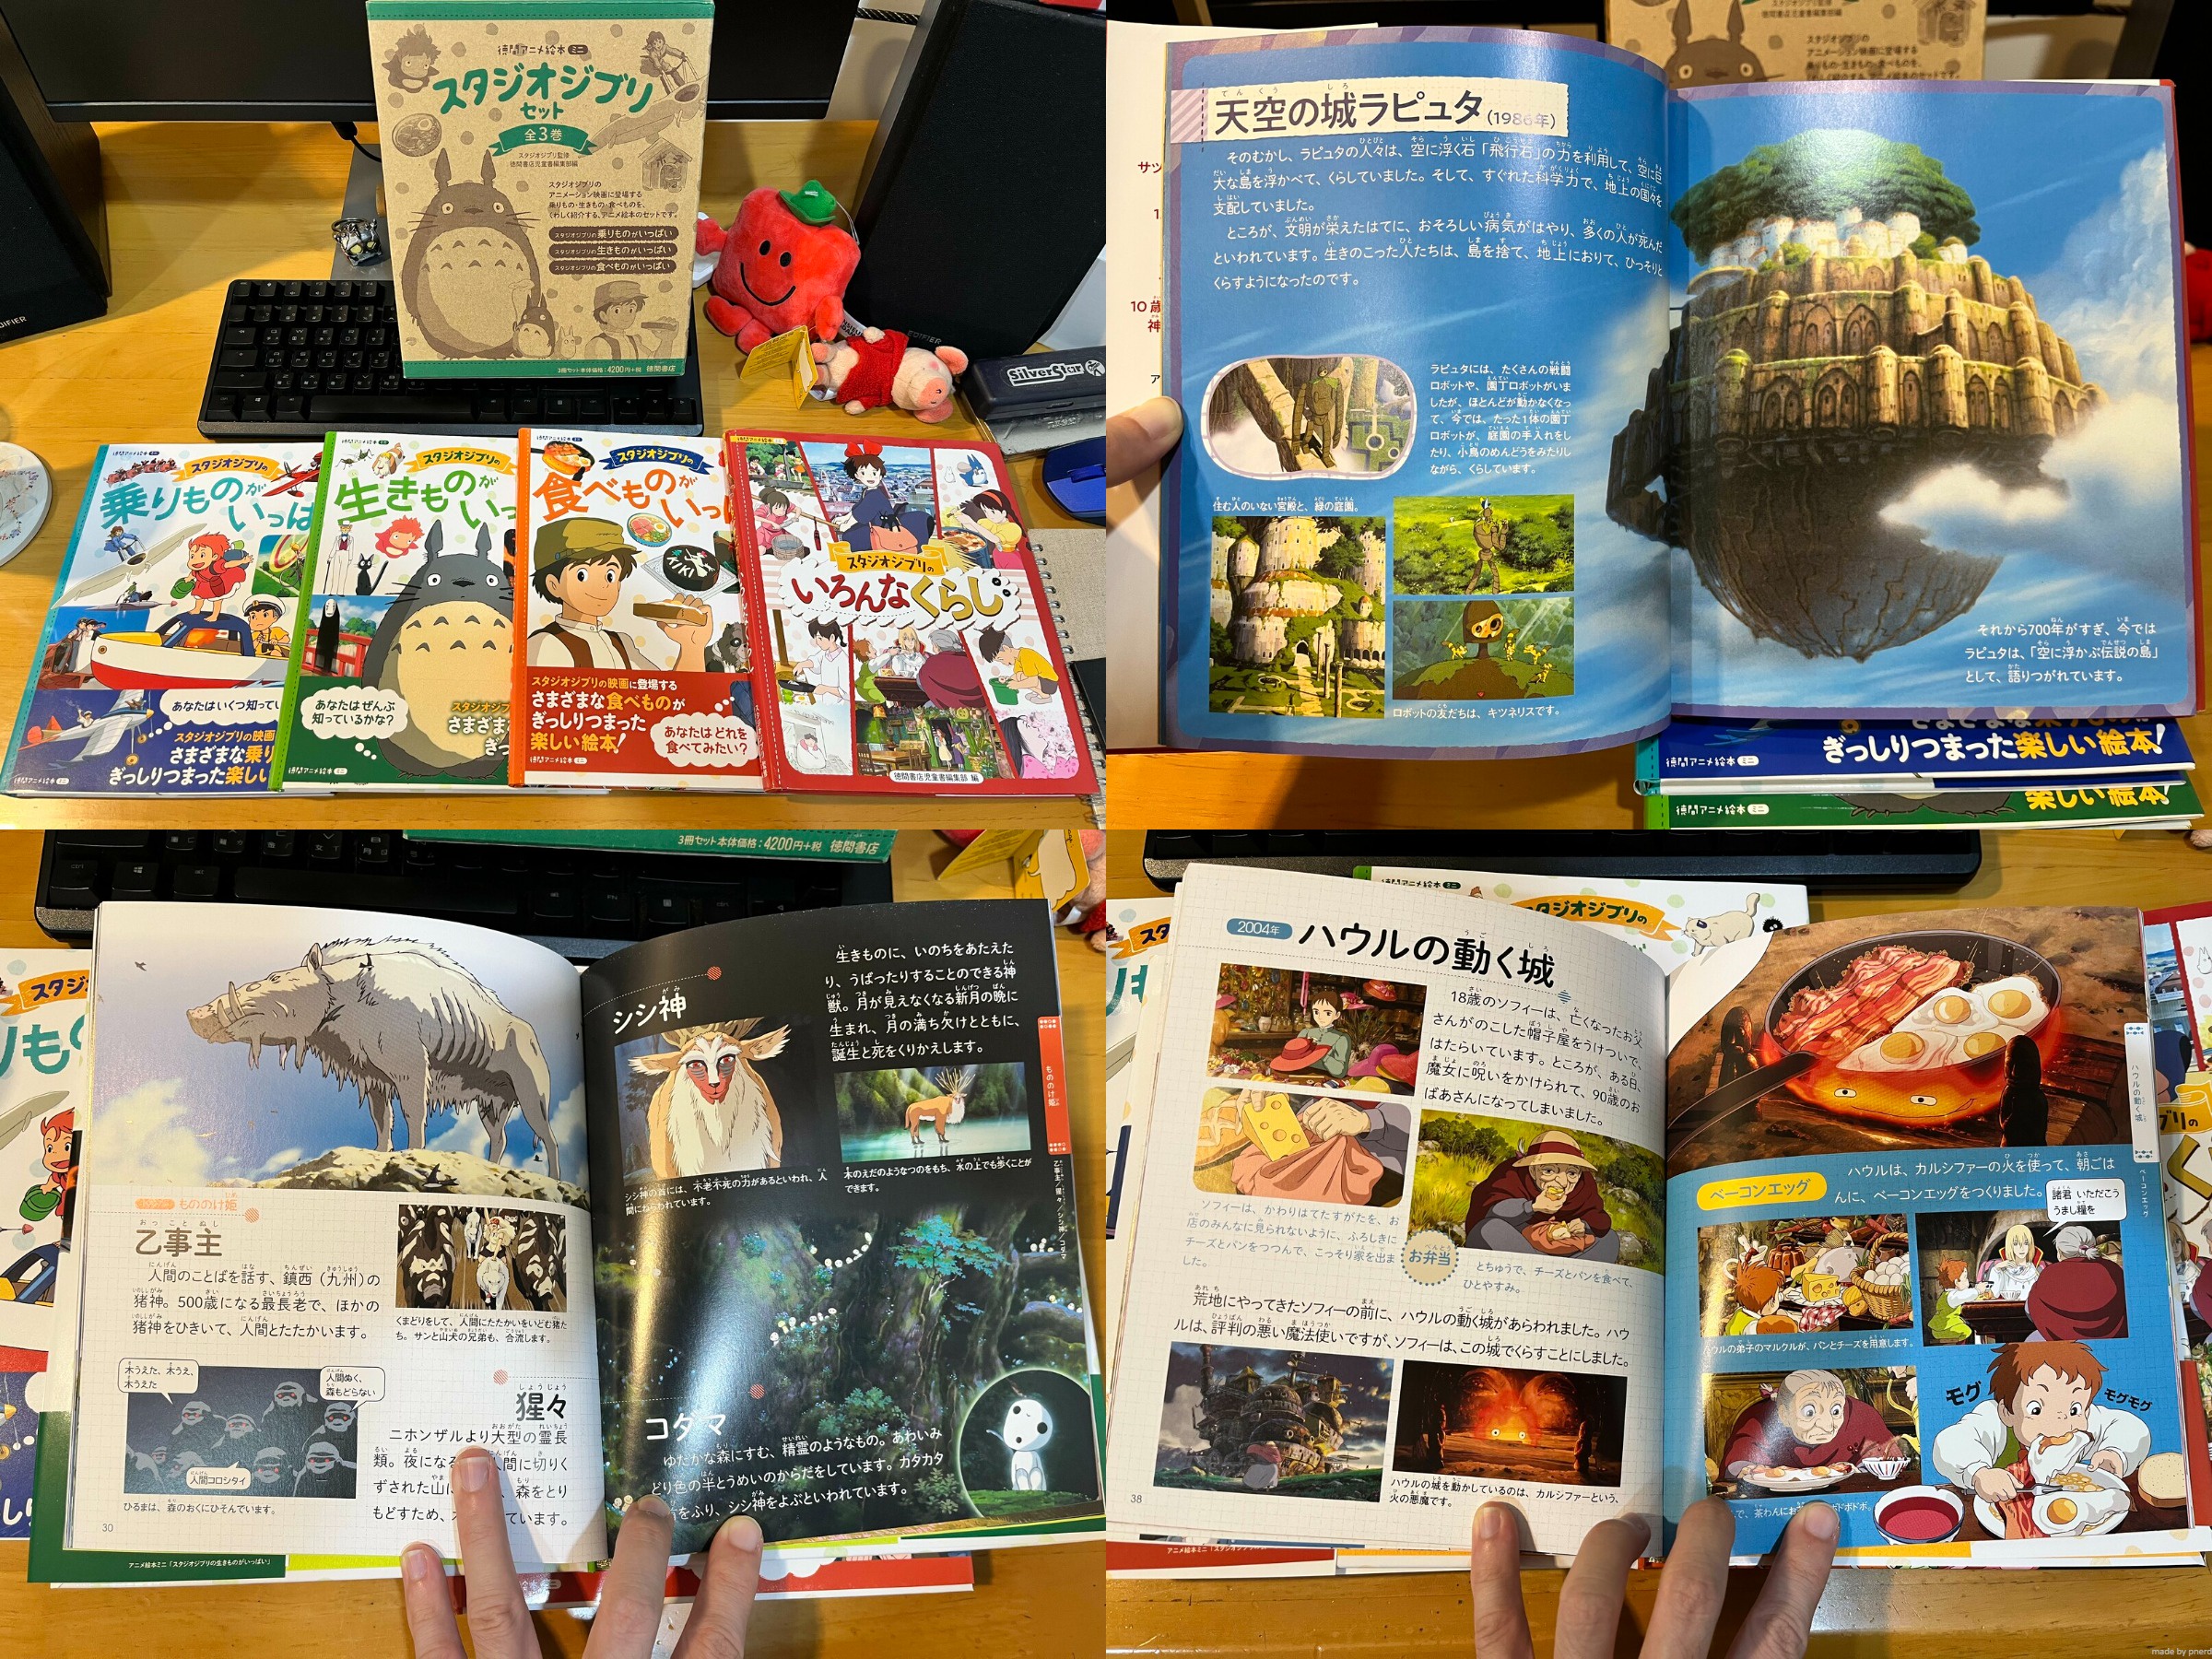 徳間アニメ絵本ミニ
スタジオジブリ
セット
全3巻
スタジオジブリ監修
徳間書店児童書編集部編
スタジオジブリの
アニメーション映画に登場する
乗りもの・生きもの・食べものを、
くわしく紹介する、アニメ絵本のセットです。
スタジオジブリの乗りものがいっぱい
スタジオジブリの生きものがいっぱい
スタジオジブリの食べものがいっぱい
3冊セット本体価格:4200円+税 徳間書店
EDIFIER
SilverStar
徳間アニメ絵本ミニ
スタジオジブリの
乗りものが
いっぱ
あなたはいくつ知ってい
スタジオジブリの映画
さまざまな乗り
ぎっしりつまった楽しい
徳間アニメ絵本ミニ
徳間アニメ絵本ミニ
スタジオジブリの
生きものが
いっ
あなたはぜんぶ
知っているかな?
スタジオジブ
さまざま
ぎっ
徳間アニメ絵本ミニ
徳間アニメ絵本ミニ
スタジオジブリの
食べものが
いっぱ
TIKI
スタジオジブリの映画に登場する
さまざまな食べものが
ぎっしりつまった
楽しい絵本!
あなたはどれを
食べてみたい?
徳間アニメ絵本ミニ
スタジオジブリの
いろんなくらし
徳間書店児童書編集部 編
天空の城ラピュタ(1986年)
そのむかし、ラピュタの人々は、空に浮く石「飛行石」の力を利用して、空に巨
大な島を浮かべて、くらしていました。そして、すぐれた科学力で、地上の国々を
支配していました。
ところが、文明が栄えたはてに、おそろしい病気がはやり、多くの人が死んだ
といわれています。生きのこった人たちは、島を捨て、地上におりて、ひっそりと
くらすようになったのです。
ラピュタには、たくさんの戦闘
ロボットや、園丁ロボットがいま
したが、ほとんどが動かなくなっ
て、今では、たった1体の園丁
ロボットが、庭園の手入れをし
たり、小鳥のめんどうをみたりし
ながら、くらしています。
住む人のいない宮殿と、緑の庭園。
ロボットの友だちは、キツネリスです。
それから700年がすぎ、今では
ラピュタは、「空に浮かぶ伝説の島」
として、語りつがれています。
サツ
10歳
神
ぎっしりつまった楽しい絵本!
徳間アニメ絵本ミニ
楽しい絵本!
徳間アニメ絵本ミニ
3冊セット本体価格:4200円+税 徳間書店
もののけ姫
乙事主
人間のことばを話す、鎮西(九州)の
猪神。500歳になる最長老で、ほかの
猪神をひきいて、人間とたたかいます。
くまどりをして、人間にたたかいをいどむ猪た
ち。サンと山犬の兄弟も、合流します。
木うえた、木うえ、
木うえた
人間ぬく、
森もどらない
人間コロシタイ
ひるまは、森のおくにひそんでいます。
猩々
ニホンザルより大型の霊長
類。夜にな
人間に切りく
ずされた山
、森をとり
もどすため、
ています。
30
アニメ絵本ミニ「スタジオジブリの生きものがいっぱい」
シシ神
生きものに、いのちをあたえた
り、うばったりすることのできる神
獣。月が見えなくなる新月の晩に
生まれ、月の満ち欠けとともに、
誕生と死をくりかえします。
シシ神の首には、不老不死の力があるといわれ、人
間にねらわれています。
木のえだのようなつのをもち、水の上でも歩くことが
できます。
もののけ姫
乙事主/猩々/シシ神/コダマ
コダマ
ゆたかな森にすむ、精霊のようなもの。あわいみ
どり色の半とうめいのからだをしています。カタカタ
をふり、シシ神をよぶといわれています。
2004年 ハウルの動く城
18歳のソフィーは、亡くなったお父
さんがのこした帽子屋をうけついで、
はたらいています。ところが、ある日、
魔女に呪いをかけられて、90歳のお
ばあさんになってしまいました。
ソフィーは、かわりはてたすがたを、お
店のみんなに見られないように、ふろしきに
チーズとパンをつつんで、こっそり家を出ま
した。
お弁当
とちゅうで、チーズとパンを食べて、
ひとやすみ。
荒地にやってきたソフィーの前に、ハウルの動く城があらわれました。ハウ
ルは、評判の悪い魔法使いですが、ソフィーは、この城でくらすことにしました。
ハウルの城を動かしているのは、カルシファーという、
火の悪魔です。
38
ハウルの動く城
ベーコンエッグ
ベーコンエッグ
ハウルは、カルシファーの火を使って、朝ごは
んに、ベーコンエッグをつくりました。
諸君 いただこう
うまし糧を
ハウルの弟子のマルクルが、パンとチーズを用意します。
モグ
モグモグ
スタジオジブリの
made by pnerd